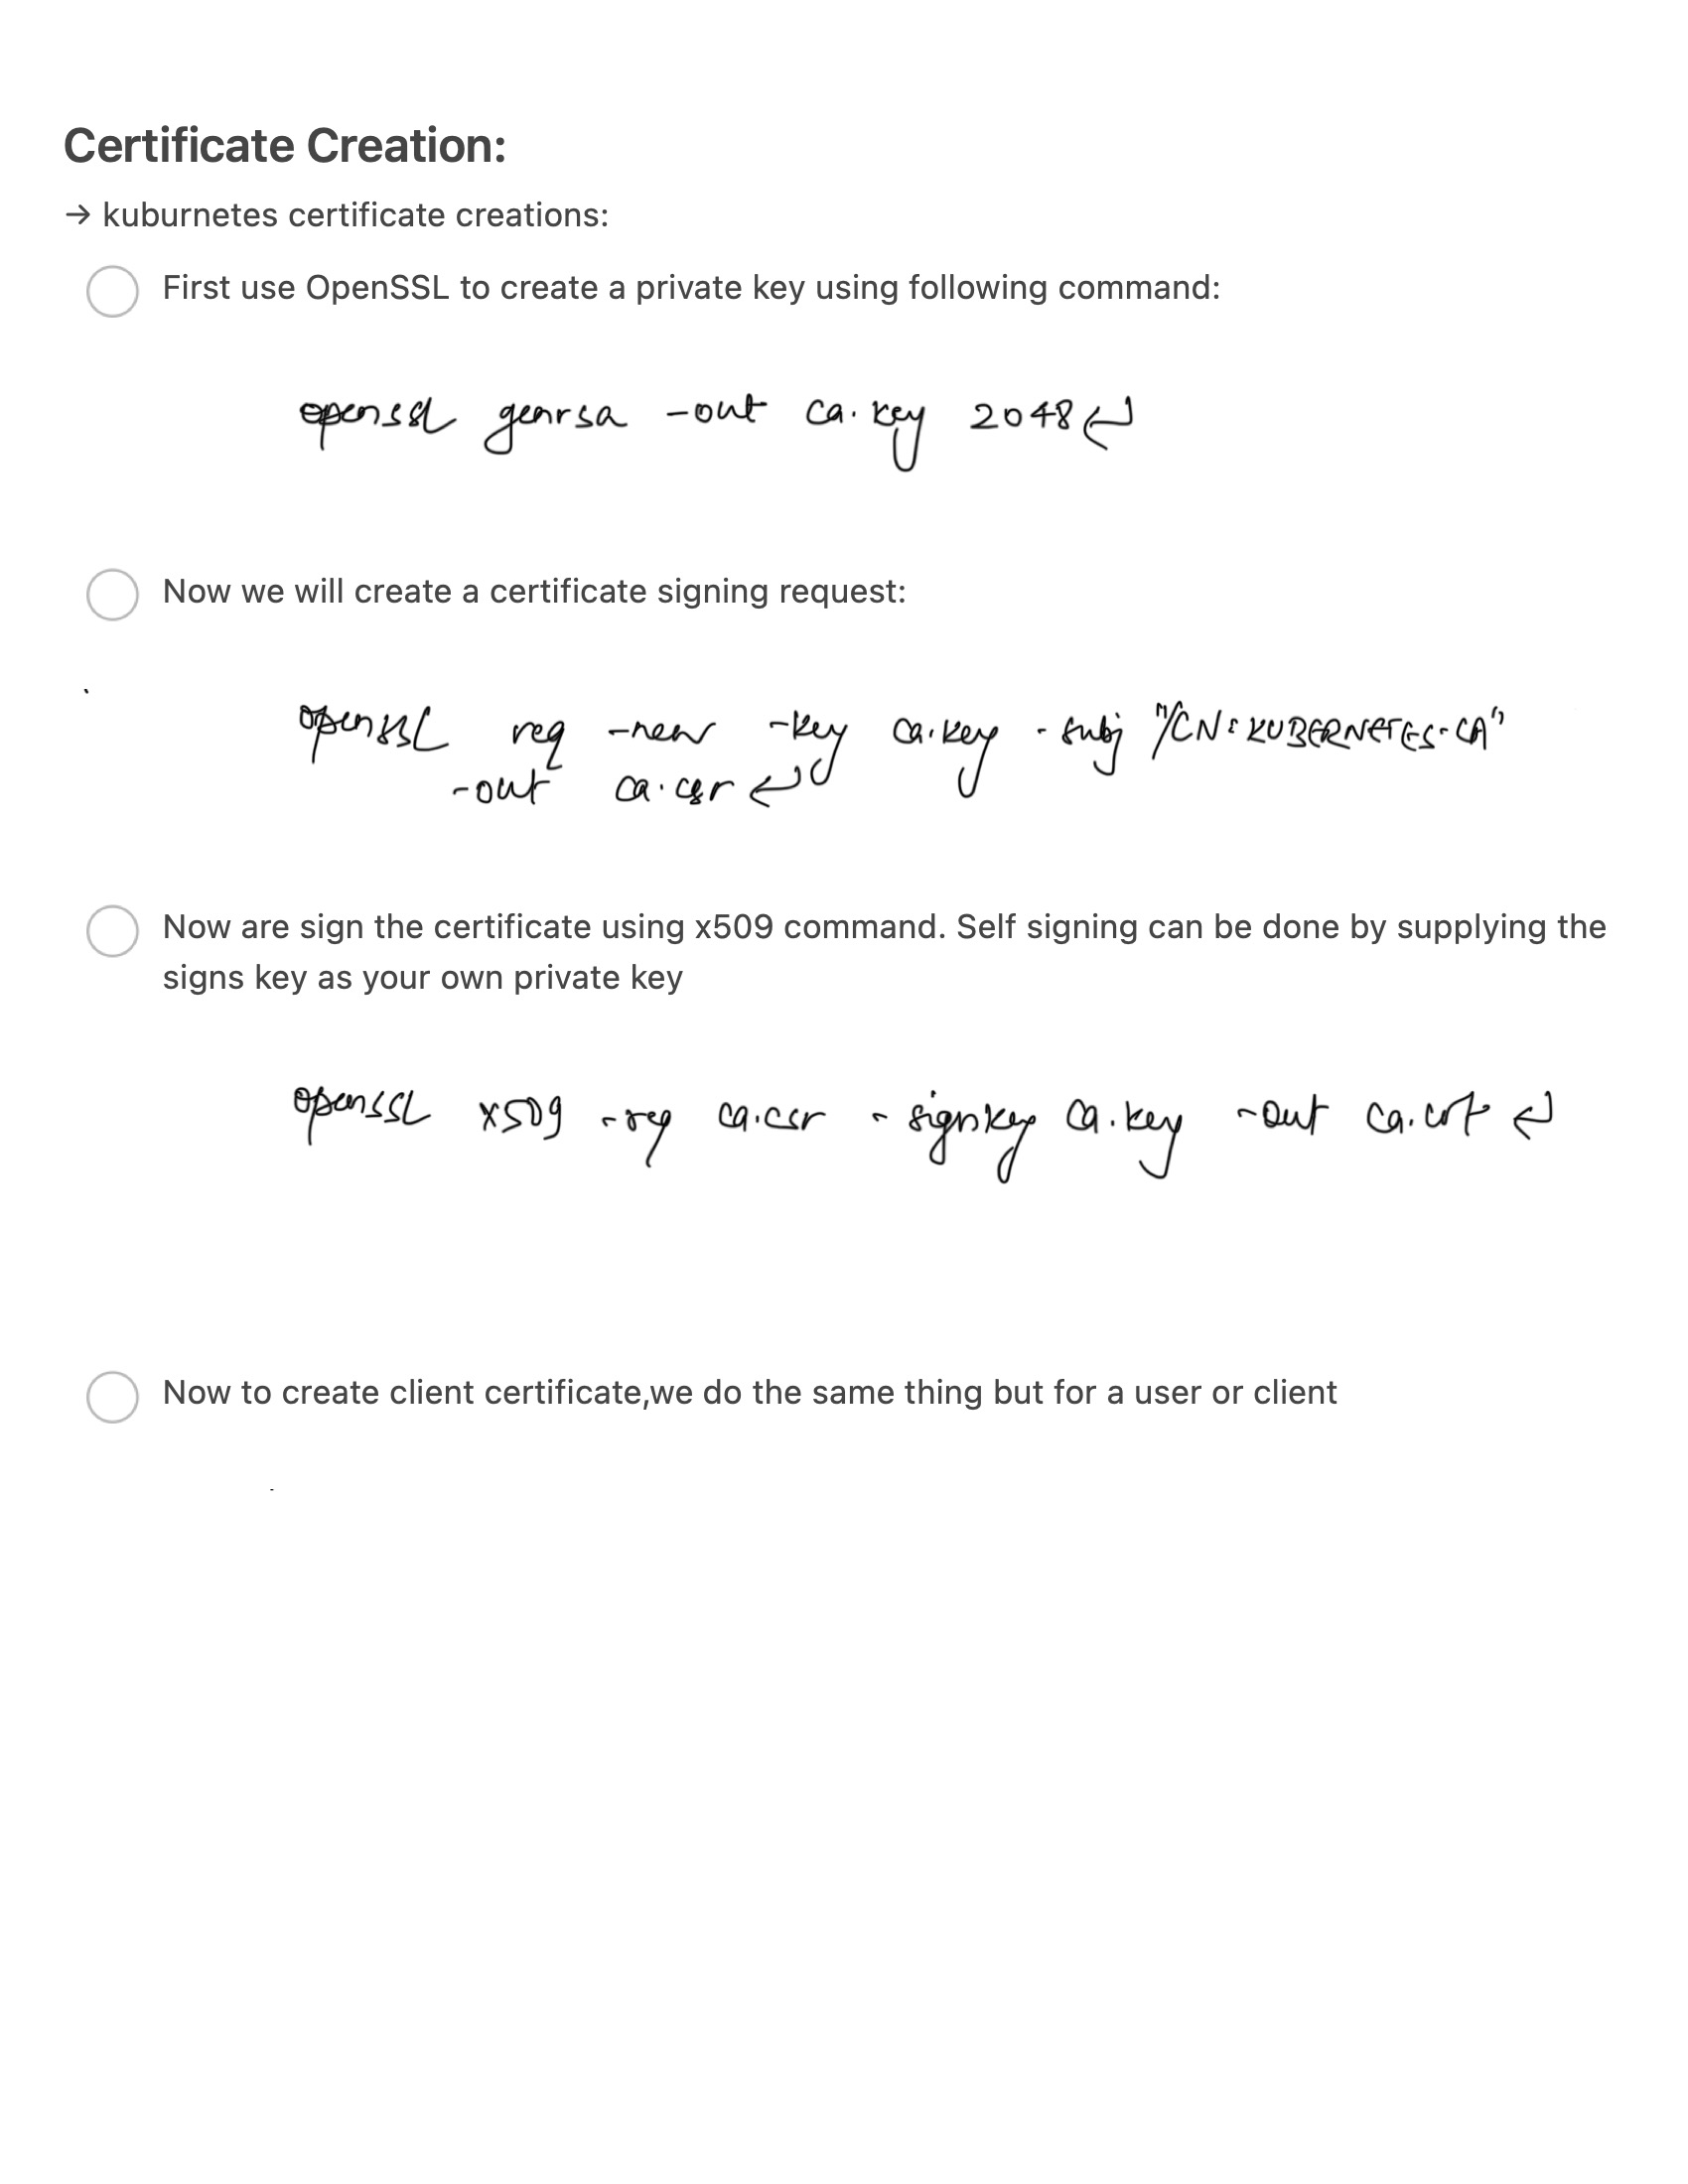 Certificate Creation:
→ kuburnetes certificate creations:
First use OpenSSL to create a private key using following command:
openssl genrsa -out ca.key 2048 ↵
Now we will create a certificate signing request:
openssl req -new -key ca.key -subj "/CN=KUBERNETES-CA"
-out ca.csr ↵
Now are sign the certificate using x509 command. Self signing can be done by supplying the
signs key as your own private key
openssl x509 -req ca.csr -signkey ca.key -out ca.crt ↵
Now to create client certificate,we do the same thing but for a user or client